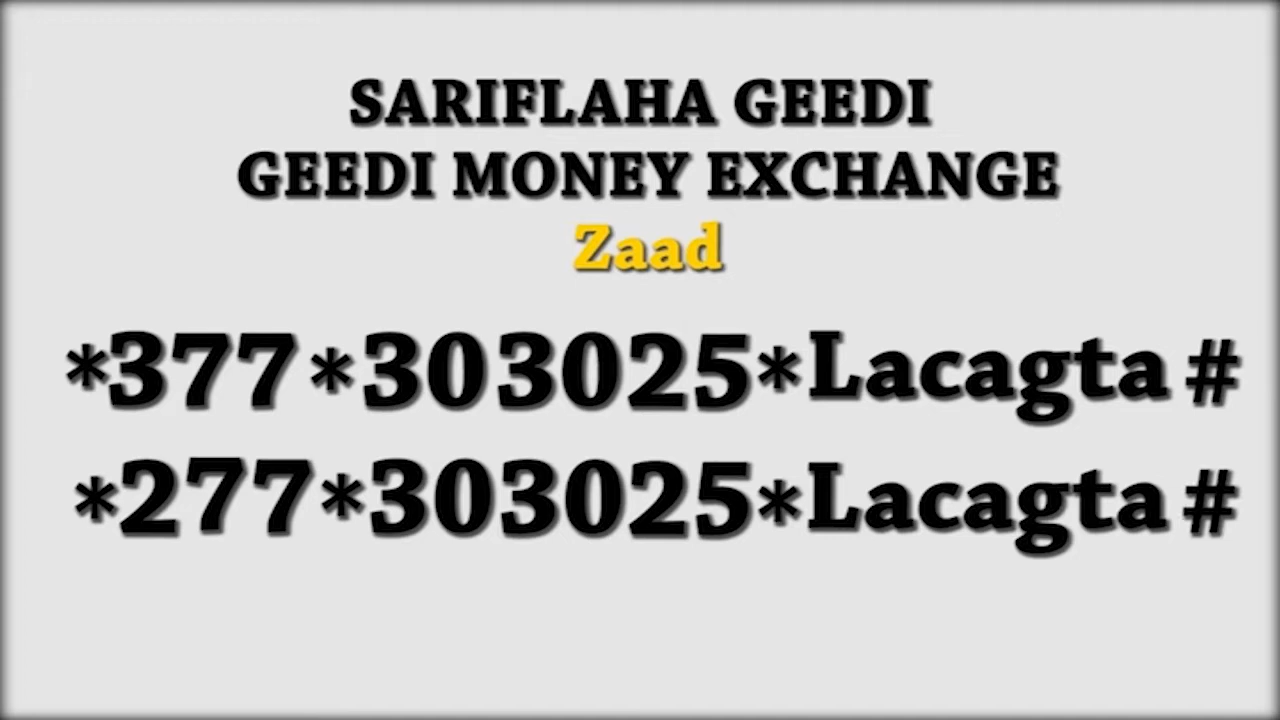 SARIFLAHA GEEDI
GEEDI MONEY EXCHANGE
Zaad
*377*303025*Lacagta #
*277*303025*Lacagta #